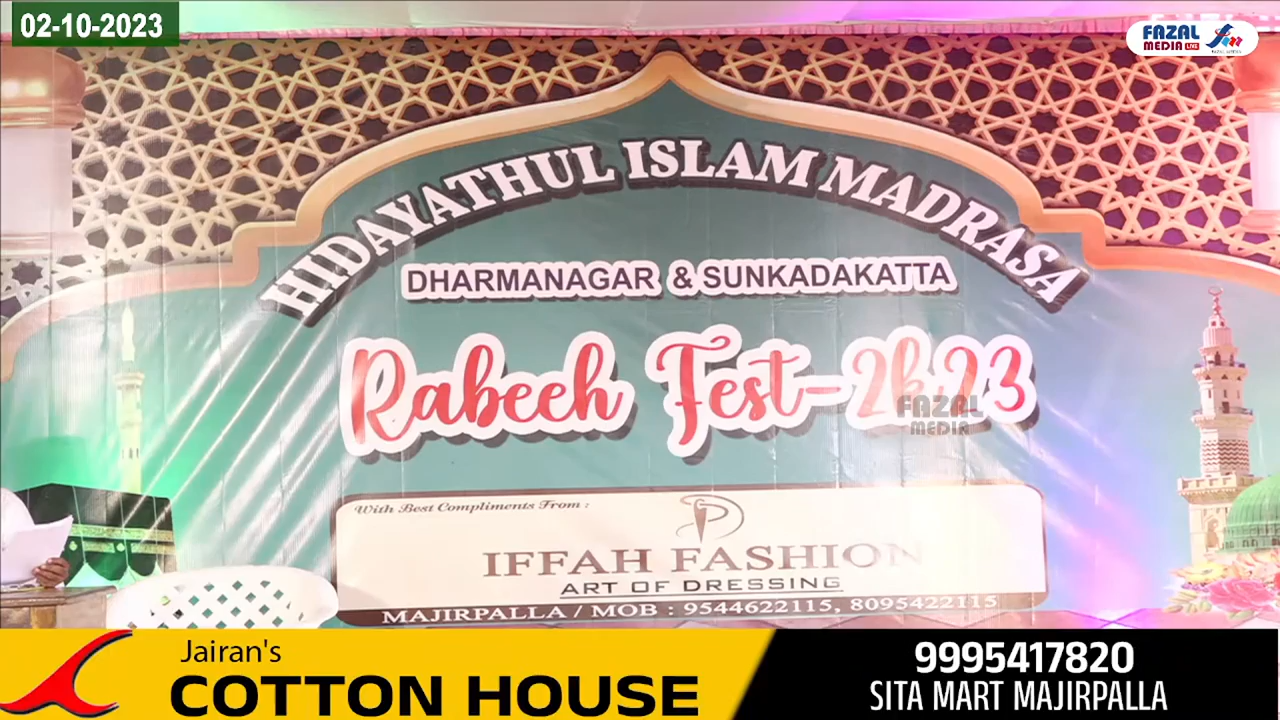 02-10-2023
FAZAL
MEDIA LIVE
HIDAYATHUL ISLAM MADRASA
DHARMANAGAR & SUNKADAKATTA
Rabeeh Fest-2k23
FAZAL
MEDIA
With Best Compliments From :
IFFAH FASHION
ART OF DRESSING
MAJIRPALLA / MOB : 9544622115, 8095422115
Jairan's
COTTON HOUSE
9995417820
SITA MART MAJIRPALLA